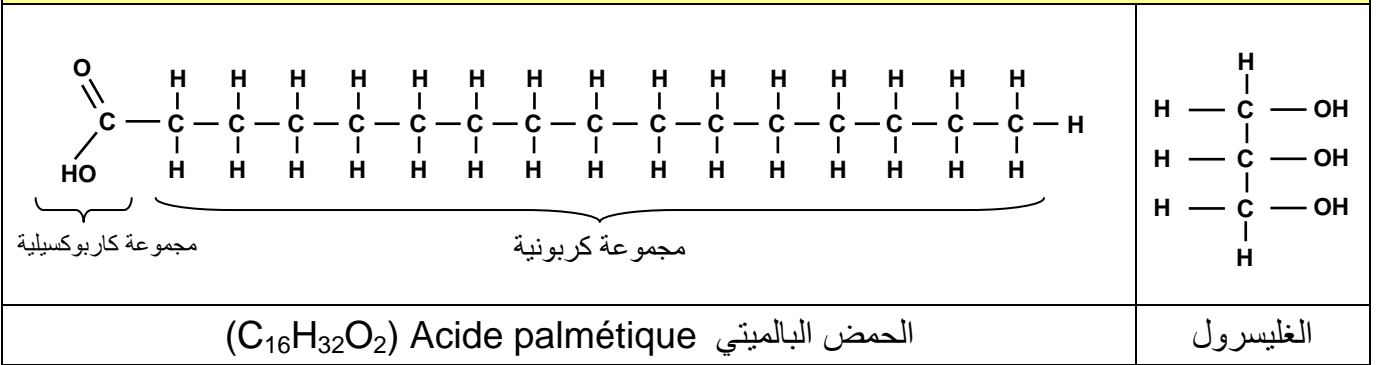 O
H H H H H H H H H H H H H H H
C — C — C — C — C — C — C — C — C — C — C — C — C — C — C — C — H
HO H H H H H H H H H H H H H H H
مجموعة كاربوكسيلية
مجموعة كربونية
H
H — C — OH
H — C — OH
H — C — OH
H
الحمض البالميتي Acide palmétique (C₁₆H₃₂O₂)
الغليسرول